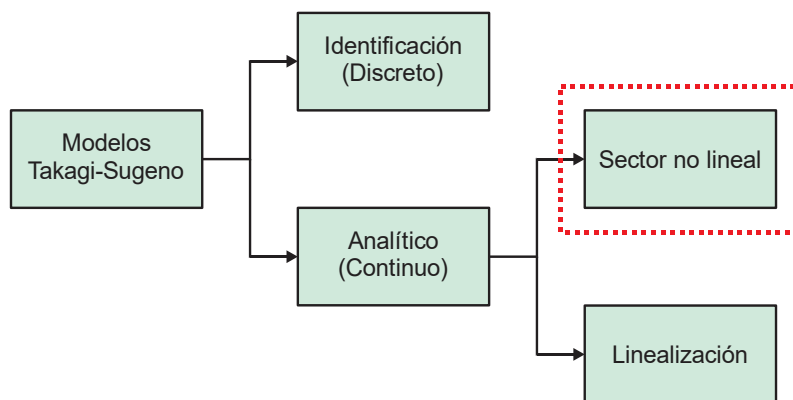 Modelos
Takagi-Sugeno
Identificación
(Discreto)
Analítico
(Continuo)
Sector no lineal
Linealización